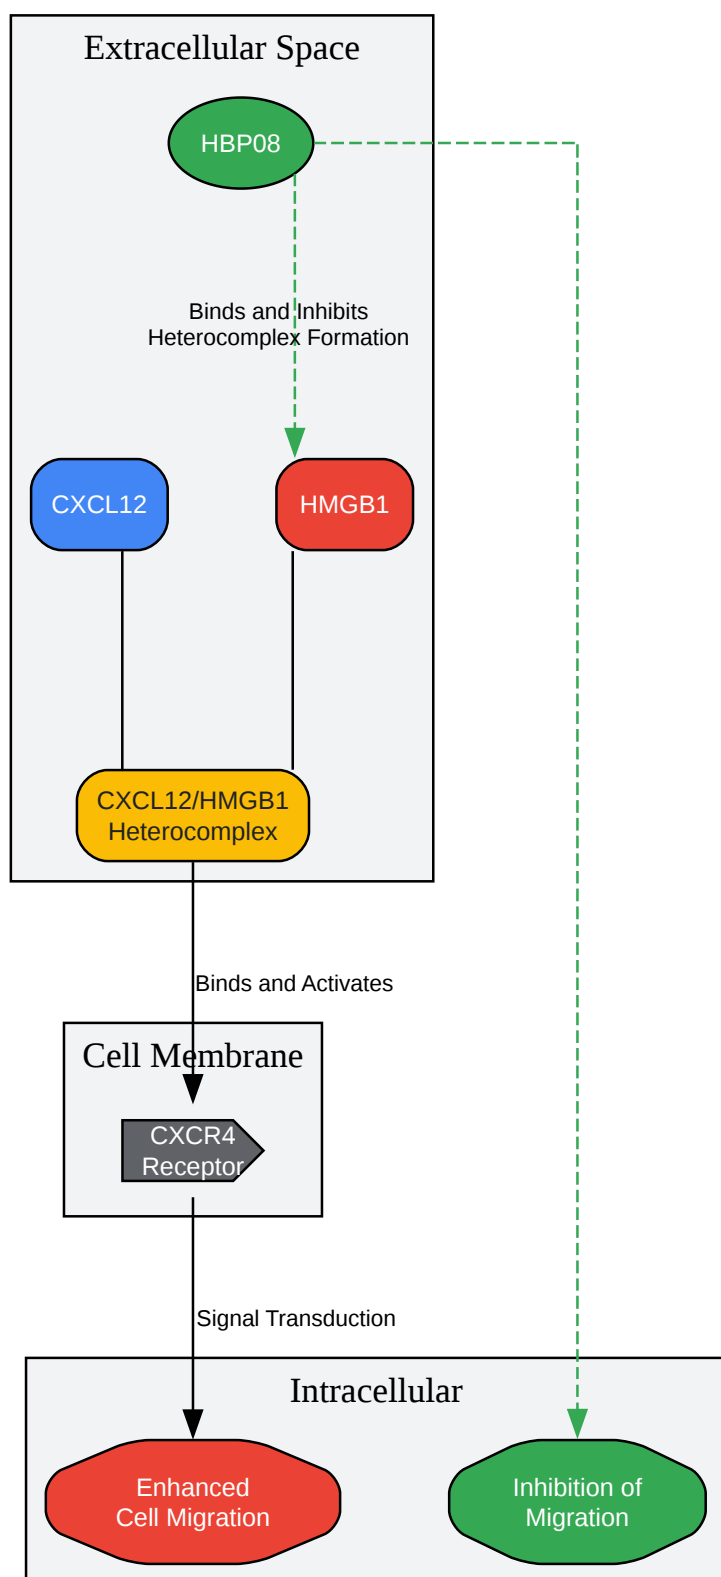 Extracellular Space
HBP08
Binds and Inhibits
Heterocomplex Formation
CXCL12
HMGB1
CXCL12/HMGB1
Heterocomplex
Binds and Activates
Cell Membrane
CXCR4
Receptor
Signal Transduction
Intracellular
Enhanced
Cell Migration
Inhibition of
Migration